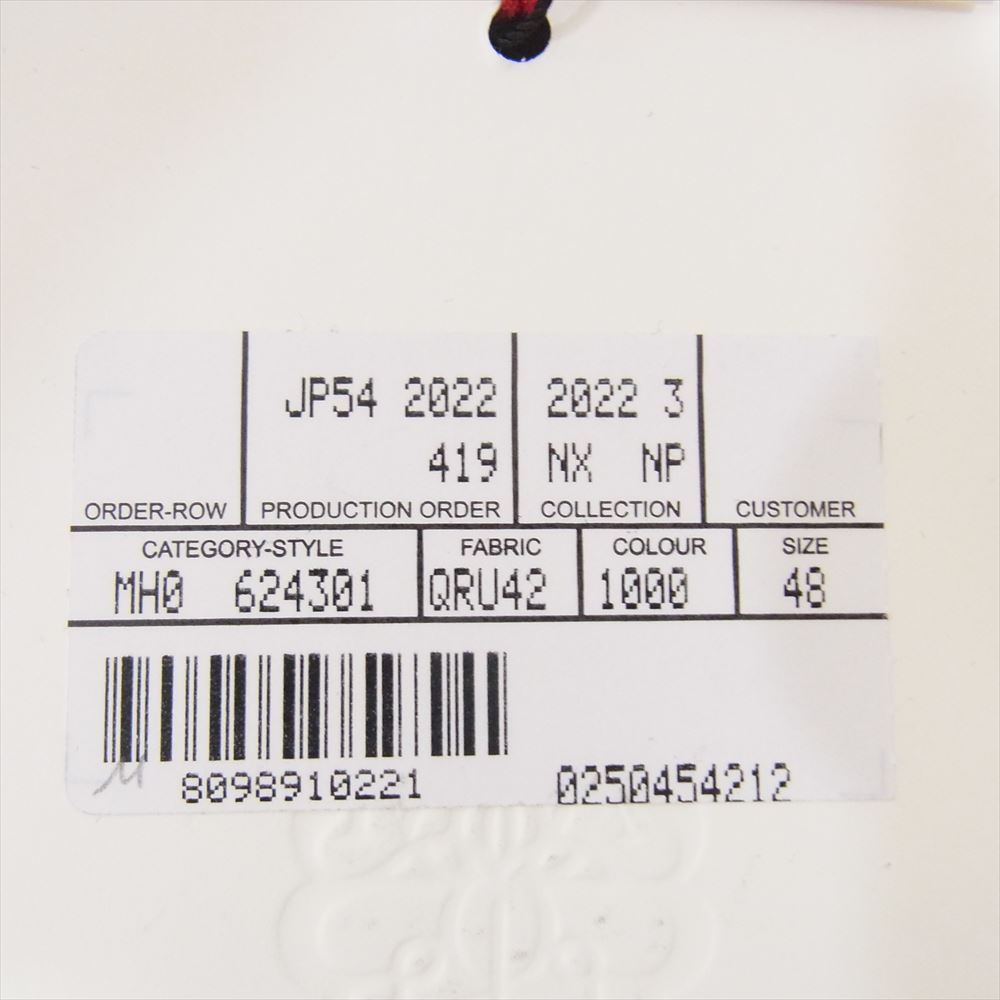 JP54 2022 2022 3
419 NX NP
ORDER-ROW PRODUCTION ORDER COLLECTION CUSTOMER
CATEGORY-STYLE FABRIC COLOUR SIZE
MH0 624301 QRU42 1000 48
8098910221 0250454212